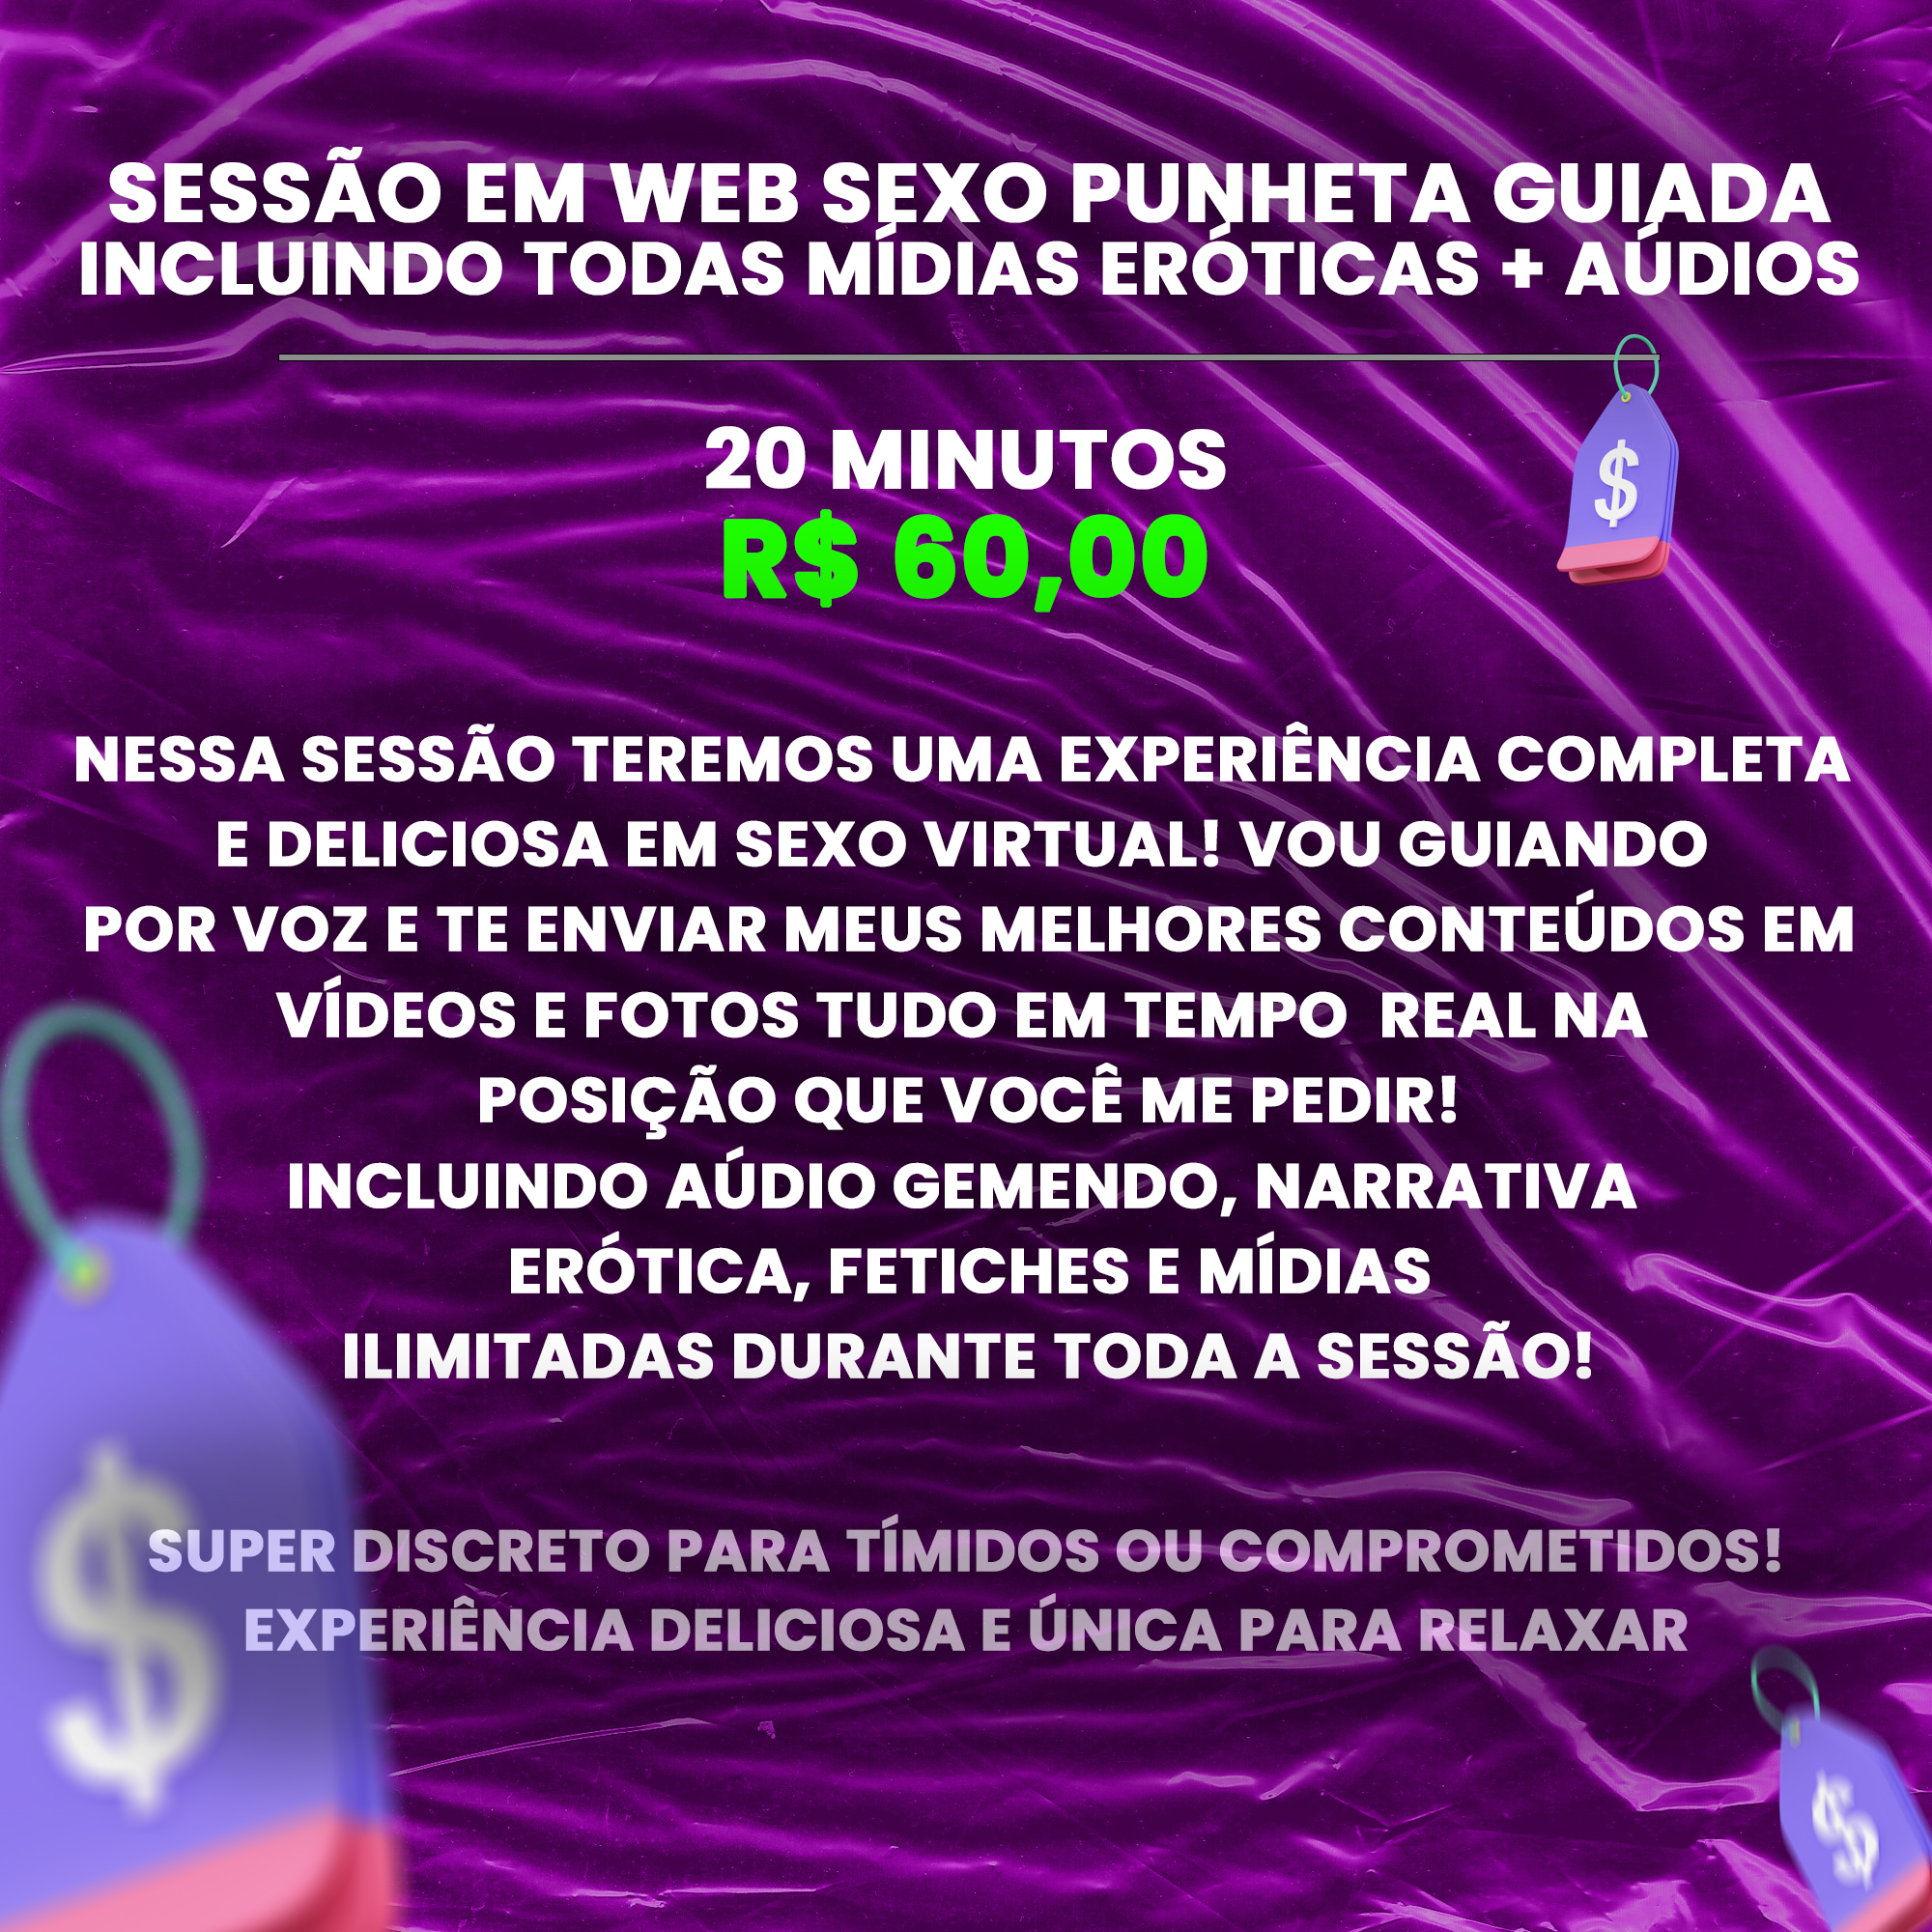 SESSÃO EM WEB SEXO PUNHETA GUIADA
INCLUINDO TODAS MÍDIAS ERÓTICAS + AÚDIOS
$
20 MINUTOS
R$ 60,00
NESSA SESSÃO TEREMOS UMA EXPERIÊNCIA COMPLETA
E DELICIOSA EM SEXO VIRTUAL! VOU GUIANDO
POR VOZ E TE ENVIAR MEUS MELHORES CONTEÚDOS EM
VÍDEOS E FOTOS TUDO EM TEMPO REAL NA
POSIÇÃO QUE VOCÊ ME PEDIR!
INCLUINDO AÚDIO GEMENDO, NARRATIVA
ERÓTICA, FETICHES E MÍDIAS
ILIMITADAS DURANTE TODA A SESSÃO!
$
SUPER DISCRETO PARA TÍMIDOS OU COMPROMETIDOS!
EXPERIÊNCIA DELICIOSA E ÚNICA PARA RELAXAR
$